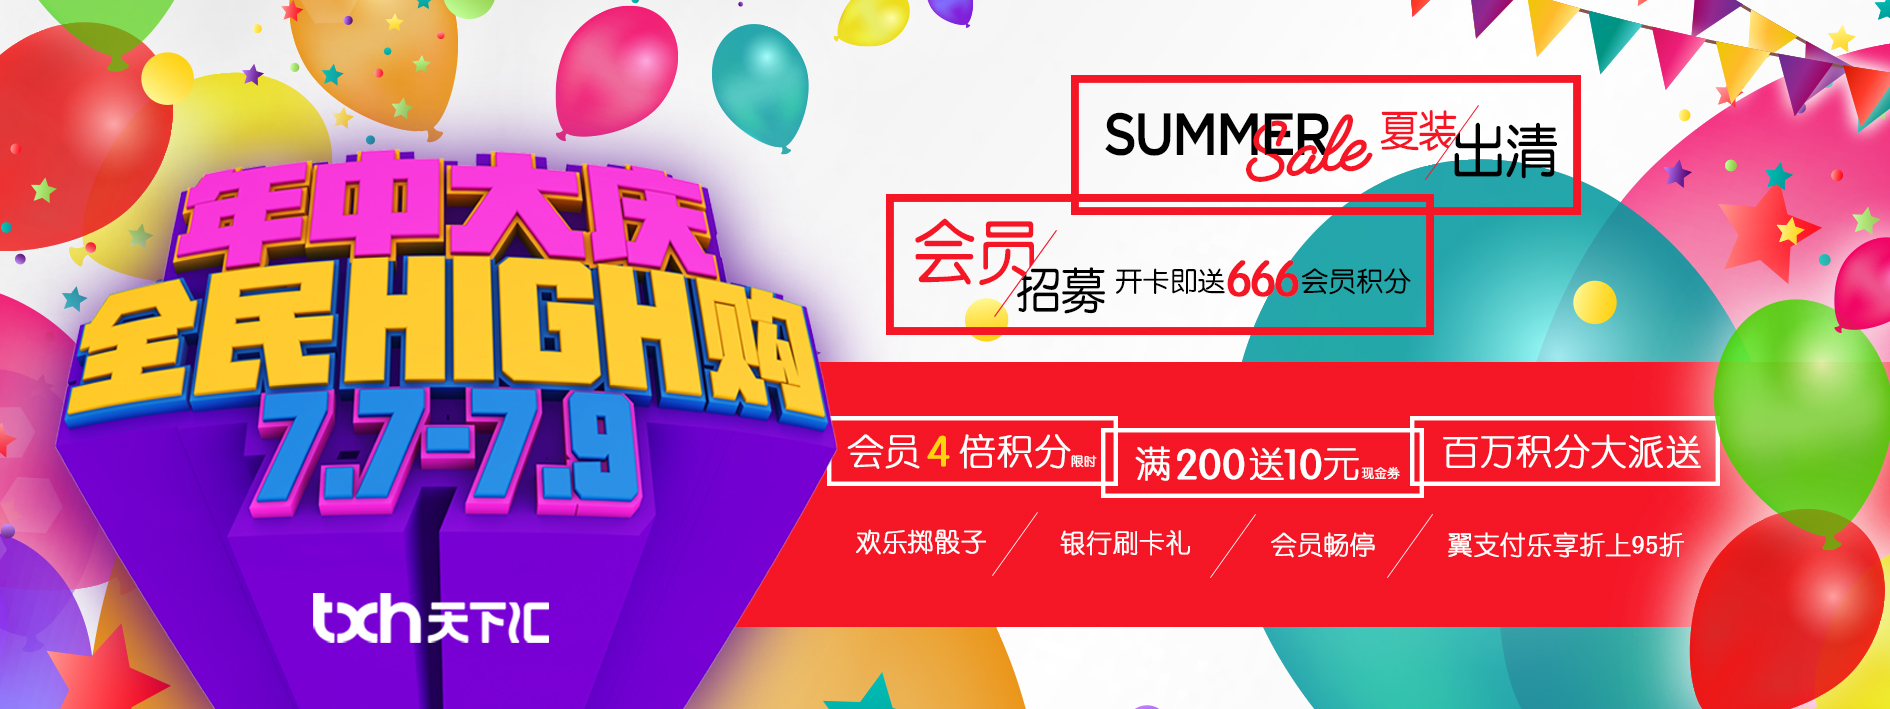 年中大庆
全民HIGH购
7.7-7.9
txh天下汇
SUMMER Sale 夏装/出清
会员/招募 开卡即送666会员积分
会员4倍积分限时
满200送10元现金券
百万积分大派送
欢乐掷骰子/银行刷卡礼/会员畅停/翼支付乐享折上95折